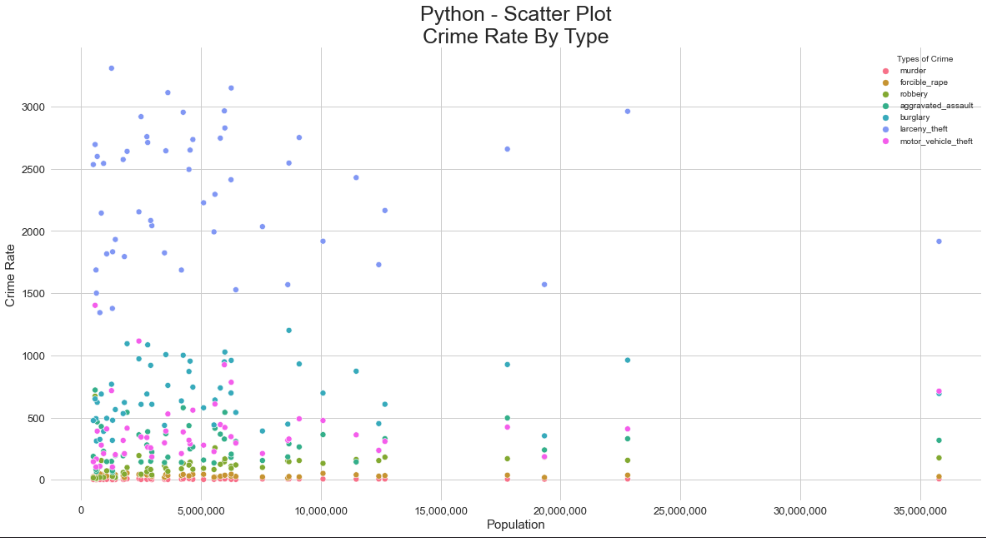 Python - Scatter Plot
Crime Rate By Type
Types of Crime
murder
forcible_rape
robbery
aggravated_assault
burglary
larceny_theft
motor_vehicle_theft
Crime Rate
3000
2500
2000
1500
1000
500
0
0 5,000,000 10,000,000 15,000,000 20,000,000 25,000,000 30,000,000 35,000,000
Population